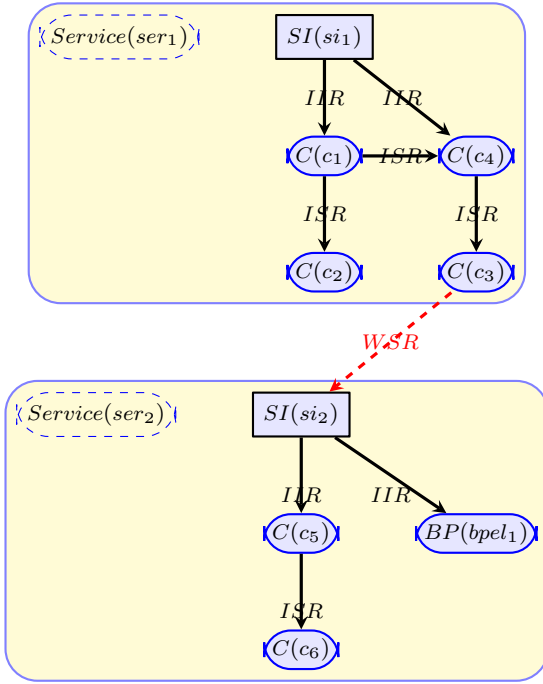 Service(ser₁)
SI(si₁)
IIR
IIR
C(c₁)
ISR
C(c₄)
ISR
ISR
C(c₂)
C(c₃)
WSR
Service(ser₂)
SI(si₂)
IIR
IIR
C(c₅)
BP(bpel₁)
ISR
C(c₆)